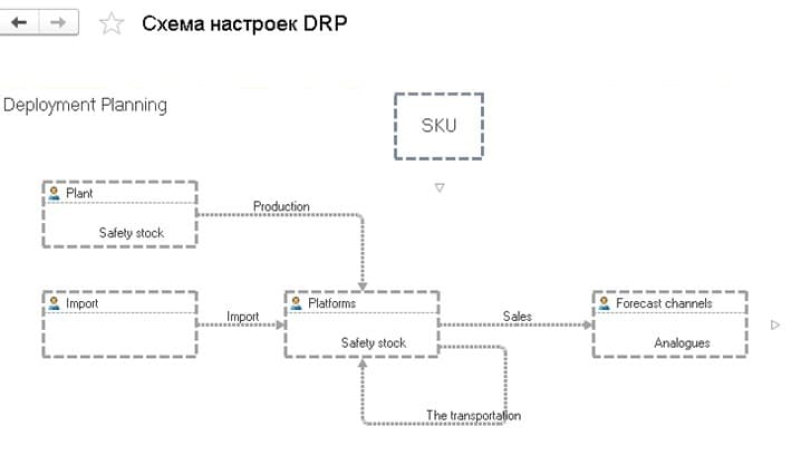 Схема настроек DRP
Deployment Planning
SKU
Plant
Safety stock
Production
Import
Import
Platforms
Safety stock
Sales
Forecast channels
Analogues
The transportation